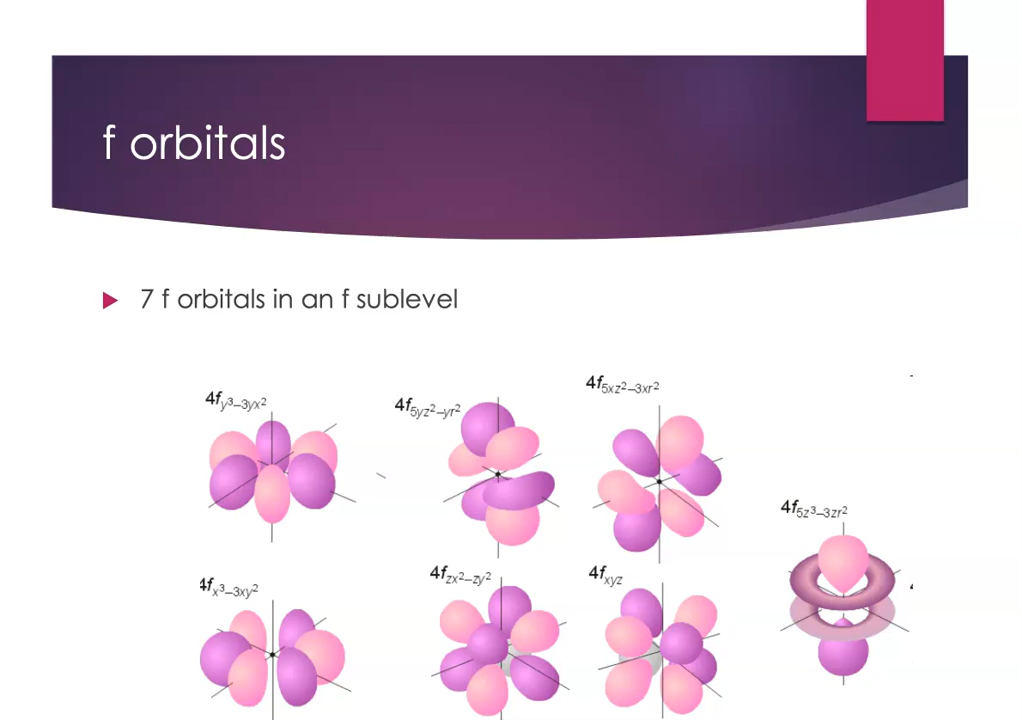 f orbitals
7 f orbitals in an f sublevel
4f5xz²–3xr²
4fy³–3yx²
4f5yz²–yr²
4f5z³–3zr²
4fzx²–zy²
4fxyz
4fx³–3xy²